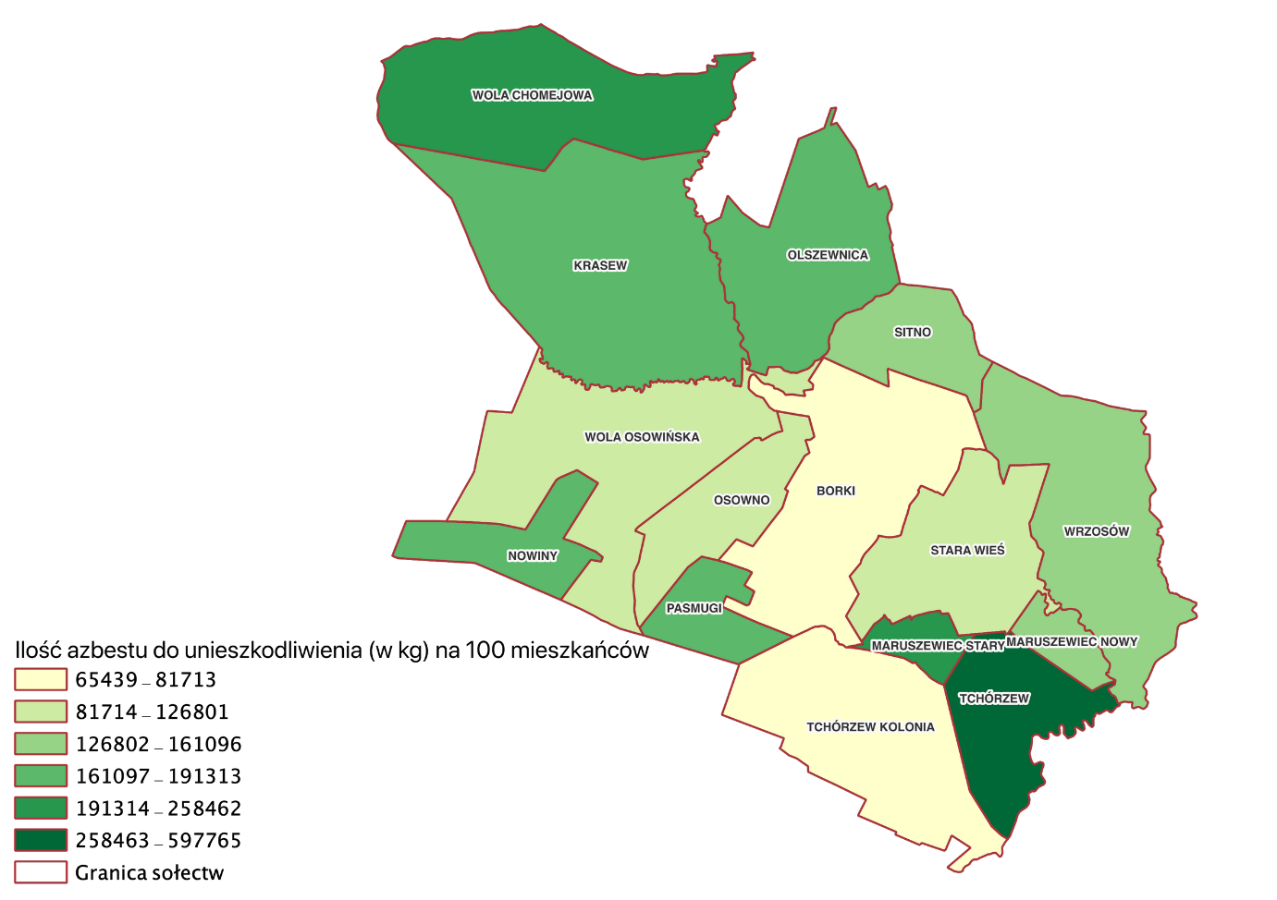 WOLA CHOMEJOWA
OLSZEWNICA
KRASEW
SITNO
WOLA OSOWIŃSKA
BORKI
OSOWNO
WRZOSÓW
STARA WIEŚ
NOWINY
PASMUGI
MARUSZEWIEC STARY
MARUSZEWIEC NOWY
TCHÓRZEW
TCHÓRZEW KOLONIA
Ilość azbestu do unieszkodliwienia (w kg) na 100 mieszkańców
65439 – 81713
81714 – 126801
126802 – 161096
161097 – 191313
191314 – 258462
258463 – 597765
Granica sołectw